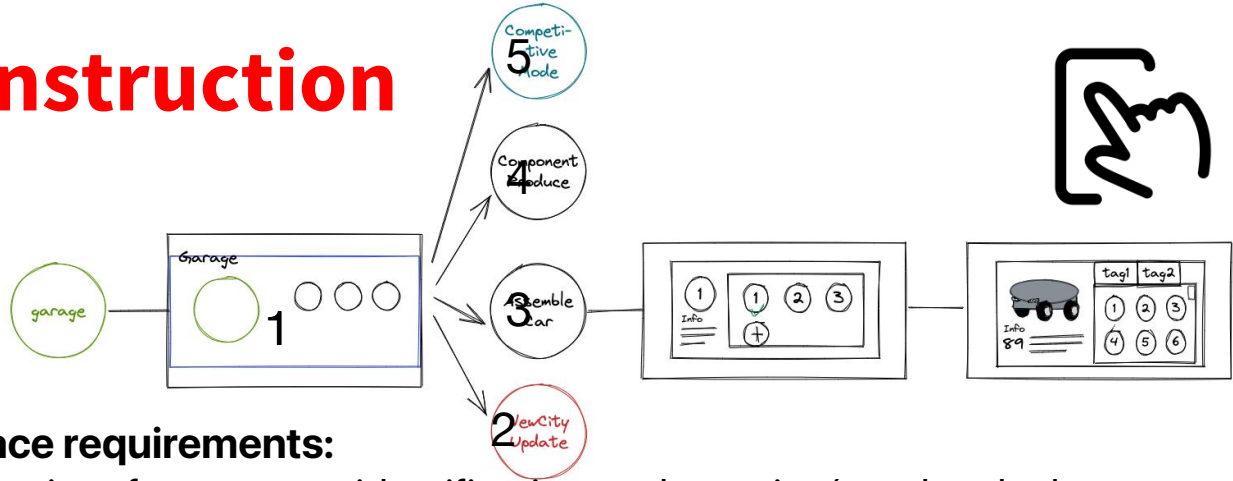 nstruction
Competi-
tive
Mode
5
Component
Produce
4
Garage
garage
1
Assemble
Car
3
1
Info
1 2 3
+
tag1 tag2
1 2 3
4 5 6
Info
89
NewCity
Update
2
nce requirements: